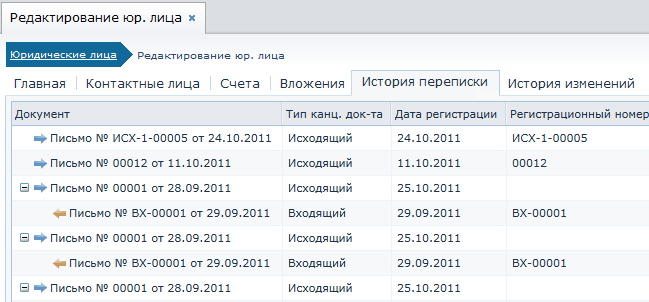 Редактирование юр. лица ×
Юридические лица Редактирование юр. лица
Главная Контактные лица Счета Вложения История переписки История изменений
Документ Тип канц. док-та Дата регистрации Регистрационный номер
Письмо № ИСХ-1-00005 от 24.10.2011 Исходящий 24.10.2011 ИСХ-1-00005
Письмо № 00012 от 11.10.2011 Исходящий 11.10.2011 00012
Письмо № 00001 от 28.09.2011 Исходящий 25.10.2011
Письмо № ВХ-00001 от 29.09.2011 Входящий 29.09.2011 ВХ-00001
Письмо № 00001 от 28.09.2011 Исходящий 25.10.2011
Письмо № ВХ-00001 от 29.09.2011 Входящий 29.09.2011 ВХ-00001
Письмо № 00001 от 28.09.2011 Исходящий 25.10.2011